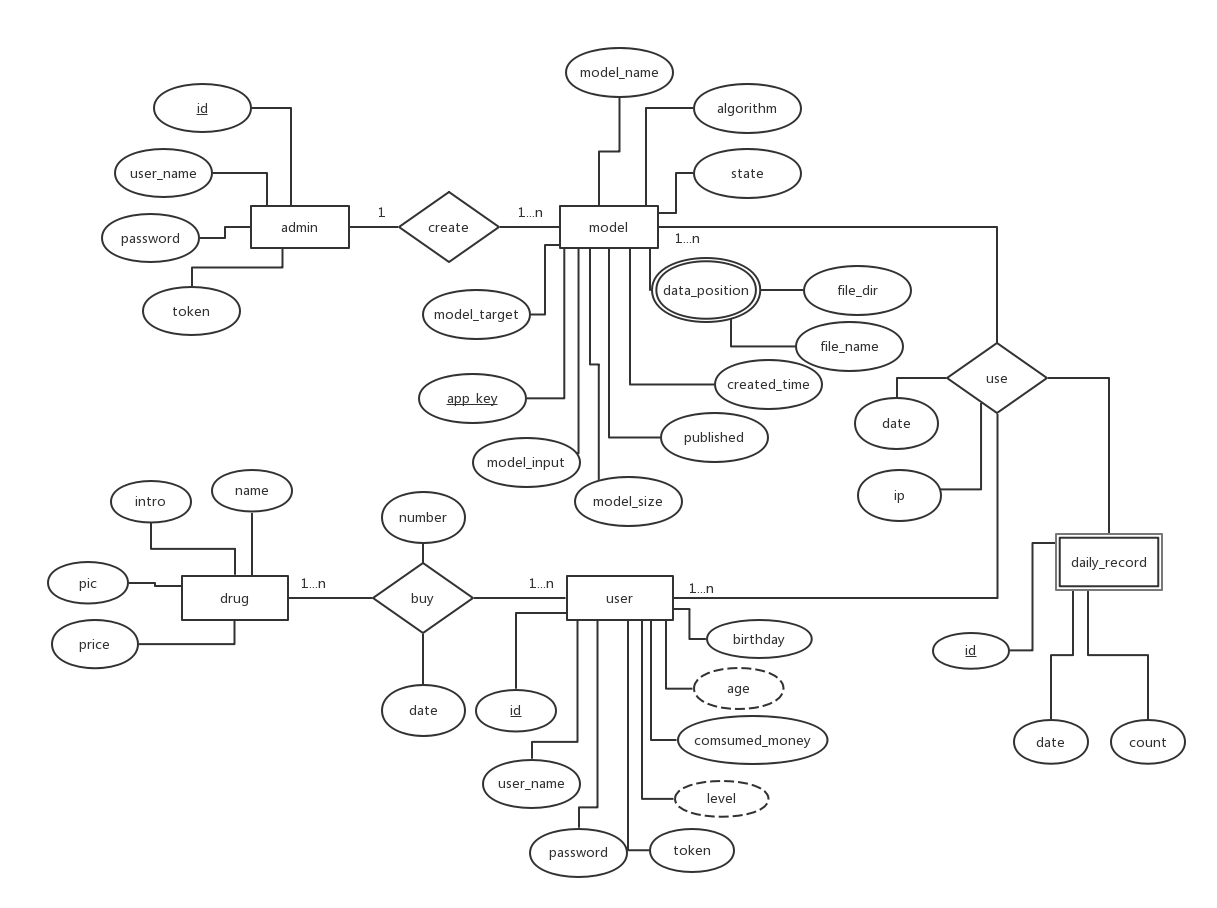 model_name
id
algorithm
user_name
state
password
admin
1
create
1...n
model
1...n
token
model_target
data_position
file_dir
file_name
created_time
use
app_key
date
published
model_input
model_size
ip
intro
name
number
pic
drug
1...n
buy
1...n
user
1...n
daily_record
price
birthday
id
age
date
id
comsumed_money
date
count
user_name
level
password
token